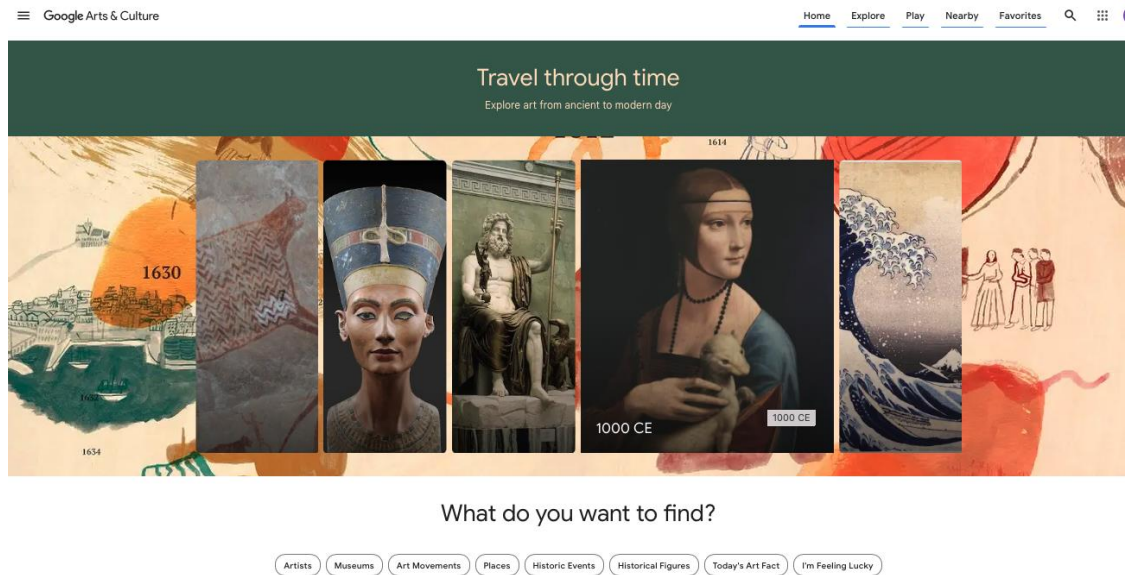 Google Arts & Culture
Home Explore Play Nearby Favorites
Travel through time
Explore art from ancient to modern day
1614
1630
1632
1634
1000 CE
1000 CE
What do you want to find?
Artists Museums Art Movements Places Historic Events Historical Figures Today's Art Fact I'm Feeling Lucky